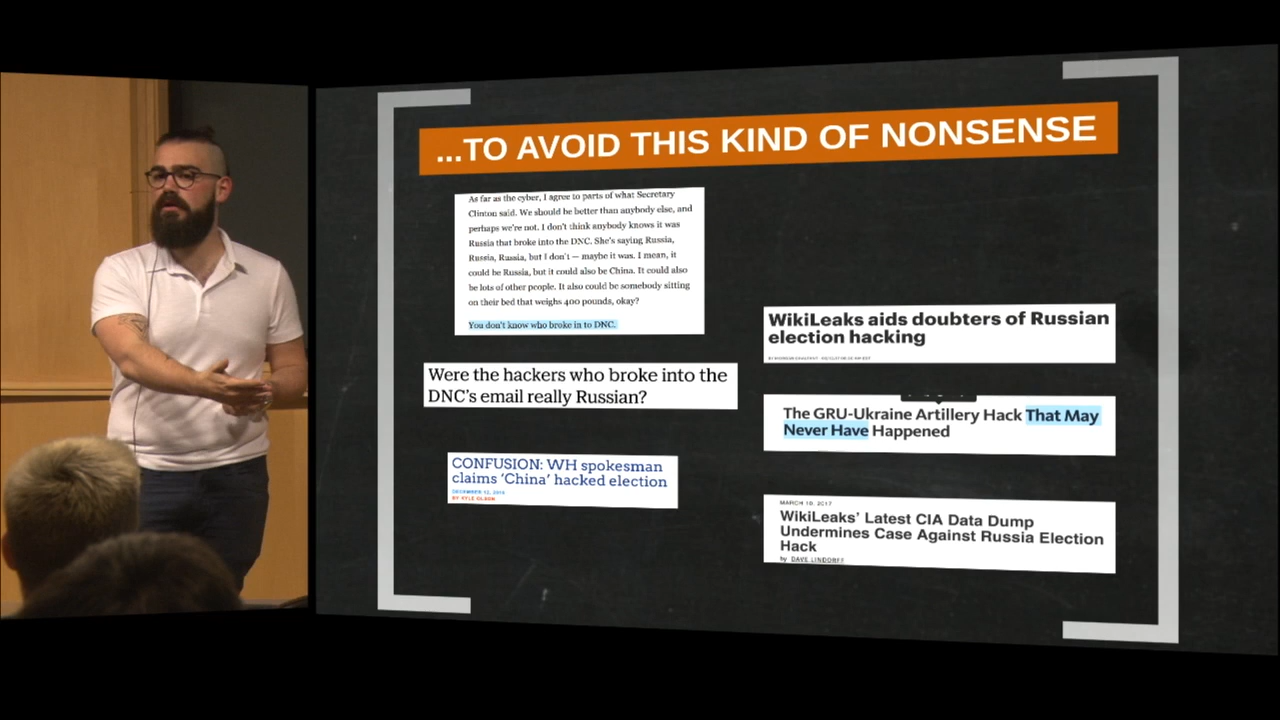 ...TO AVOID THIS KIND OF NONSENSE
As far as the cyber, I agree to parts of what Secretary
Clinton said. We should be better than anybody else, and
perhaps we're not. I don't think anybody knows it was
Russia that broke into the DNC. She's saying Russia,
Russia, Russia, but I don't — maybe it was. I mean, it
could be Russia, but it could also be China. It could also
be lots of other people. It also could be somebody sitting
on their bed that weighs 400 pounds, okay?
You don't know who broke in to DNC.
Were the hackers who broke into the
DNC's email really Russian?
CONFUSION: WH spokesman
claims 'China' hacked election
DECEMBER 12, 2016
BY KYLE OLSON
WikiLeaks aids doubters of Russian
election hacking
The GRU-Ukraine Artillery Hack That May
Never Have Happened
MARCH 10, 2017
WikiLeaks' Latest CIA Data Dump
Undermines Case Against Russia Election
Hack
by DAVE LINDORFF